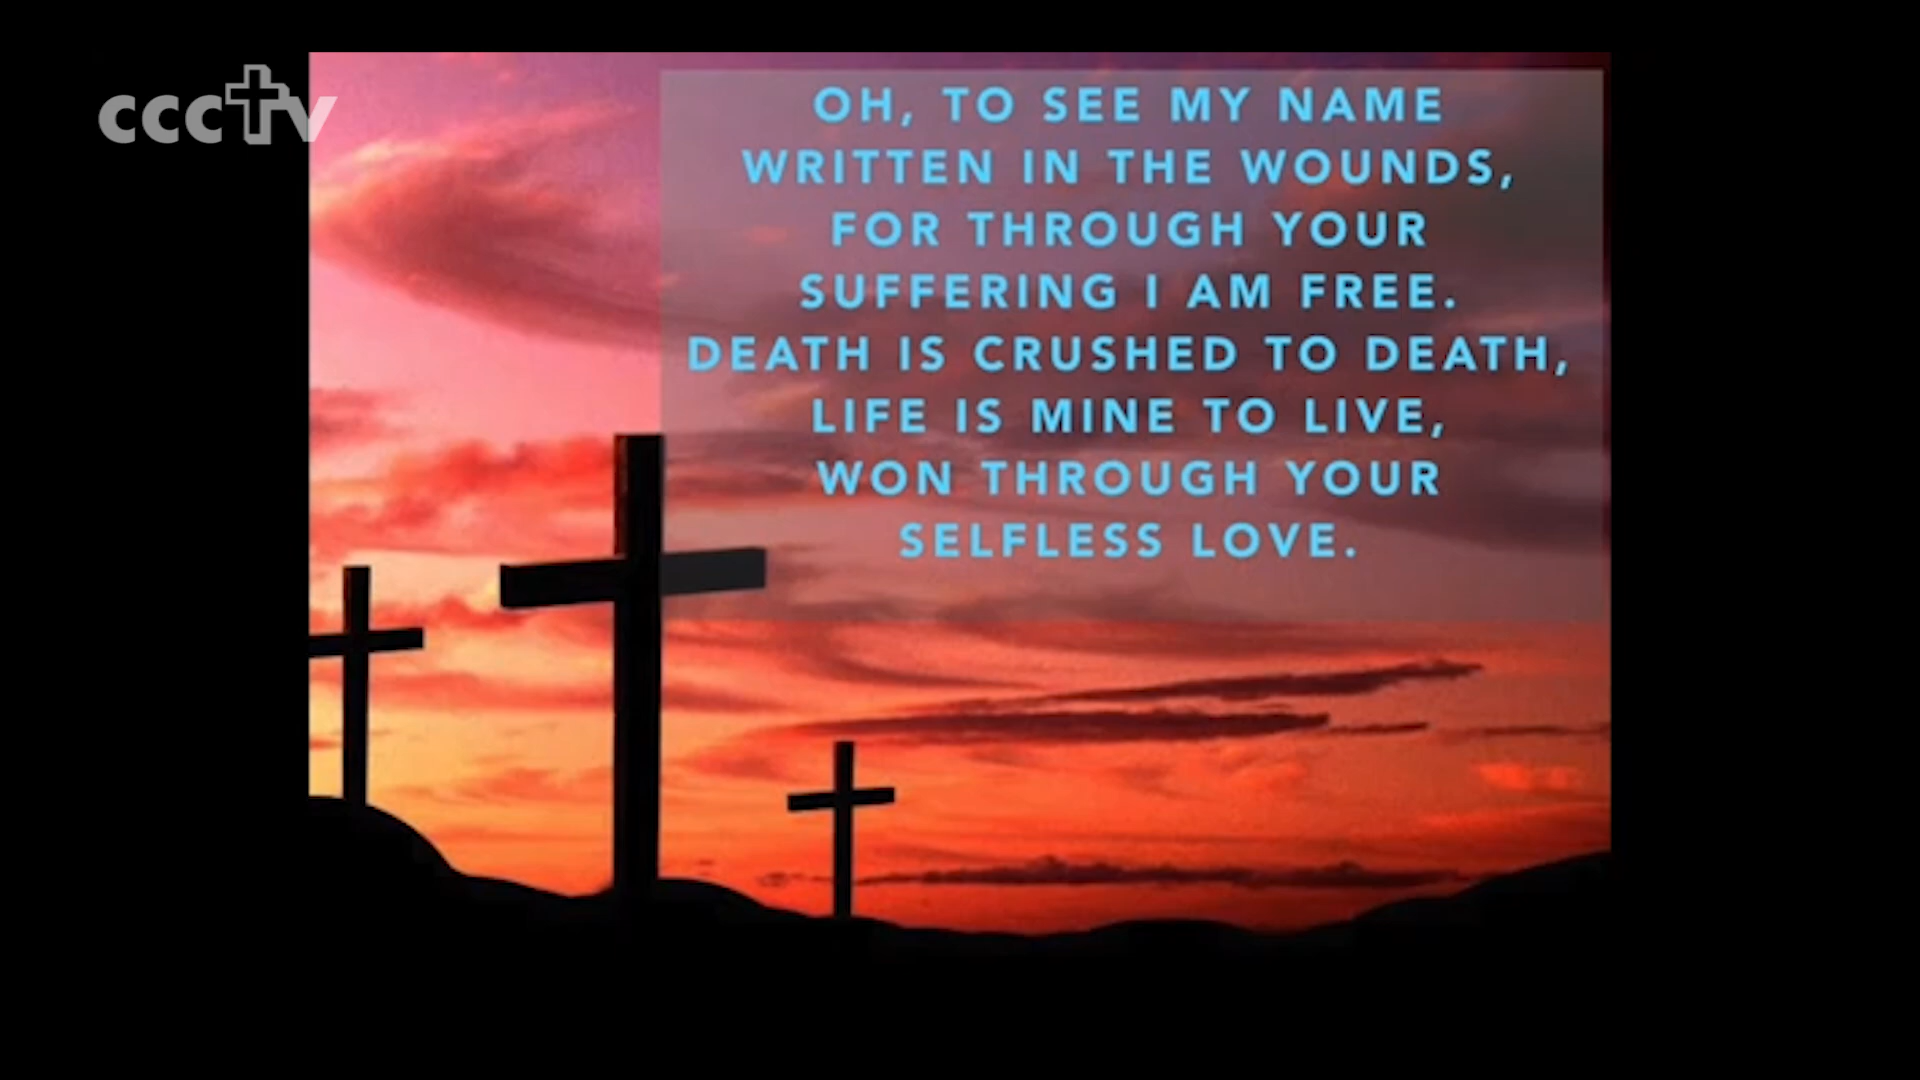 cccTV
OH, TO SEE MY NAME
WRITTEN IN THE WOUNDS,
FOR THROUGH YOUR
SUFFERING I AM FREE.
DEATH IS CRUSHED TO DEATH,
LIFE IS MINE TO LIVE,
WON THROUGH YOUR
SELFLESS LOVE.